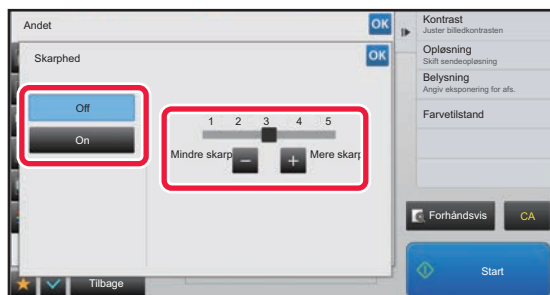 Andet
OK
Skarphed
OK
Off
On
1 2 3 4 5
Mindre skarp
Mere skarp
Tilbage
Kontrast
Juster billedkontrasten
Opløsning
Skift sendeopløsning
Belysning
Angiv eksponering for afs.
Farvetilstand
Forhåndsvis
CA
Start